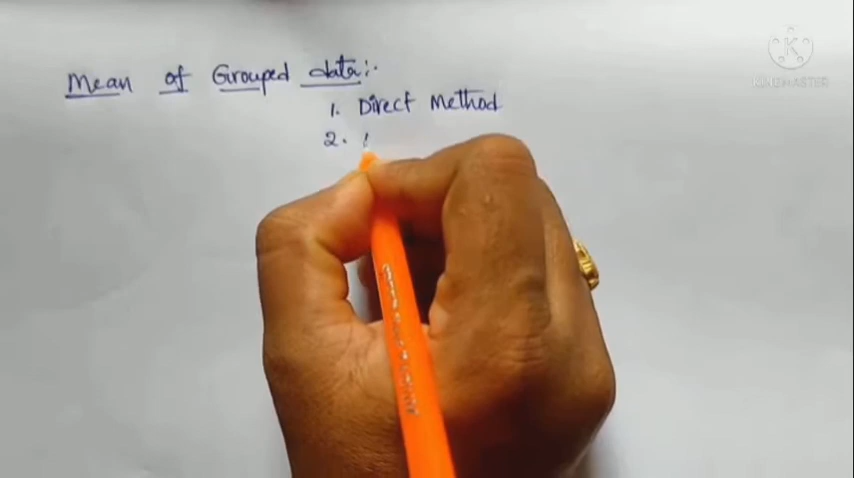 Mean of Grouped data:-
1. Direct Method
2.
K
KINEMASTER